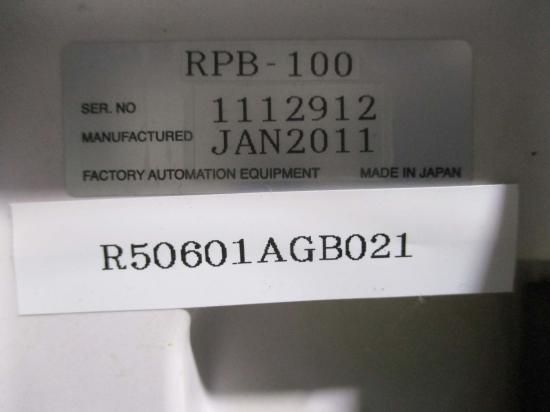 RPB-100
SER. NO 1112912
MANUFACTURED JAN2011
FACTORY AUTOMATION EQUIPMENT MADE IN JAPAN
R50601AGB021